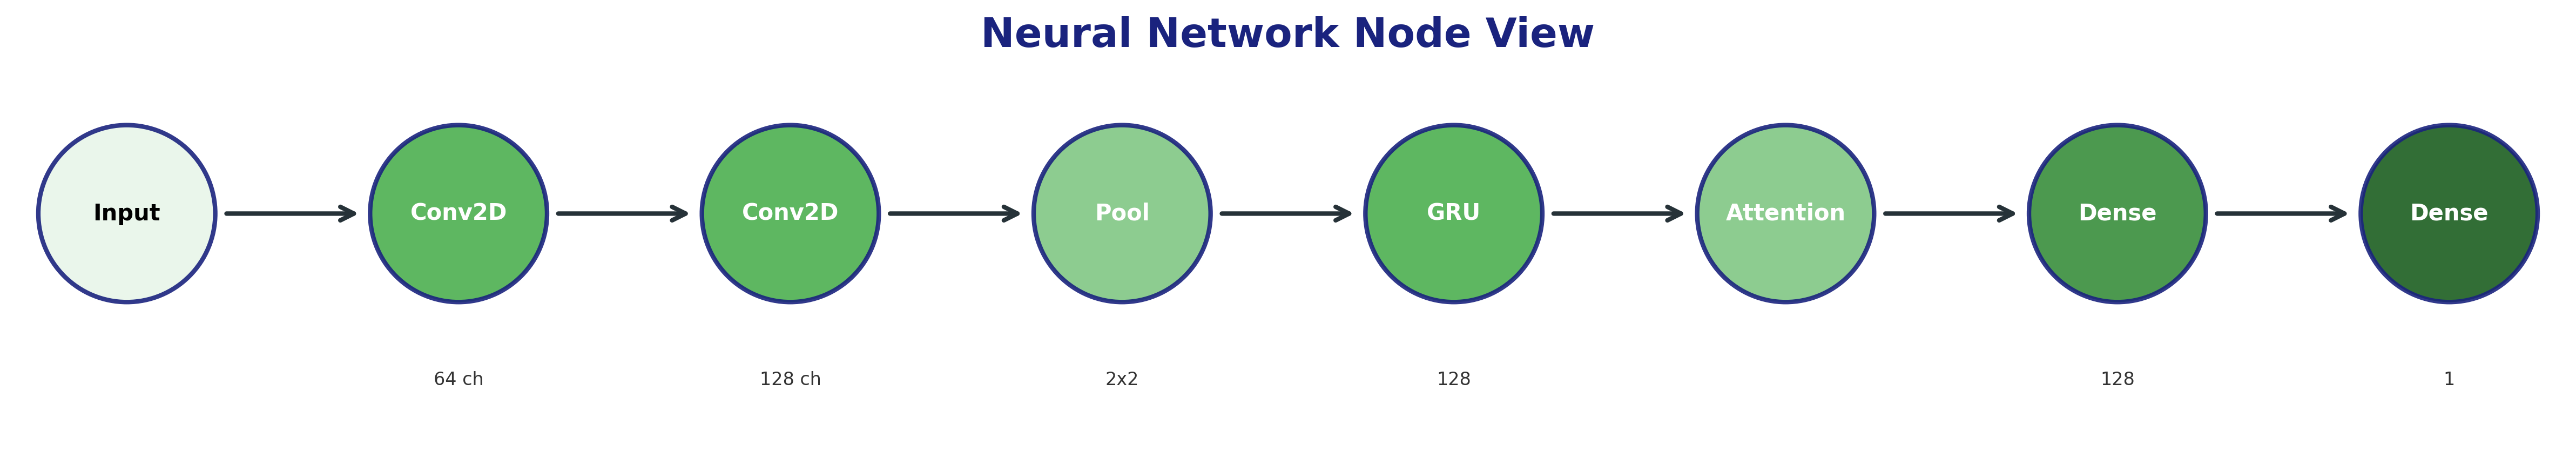 Neural Network Node View
Input
Conv2D
Conv2D
Pool
GRU
Attention
Dense
Dense
64 ch
128 ch
2x2
128
128
1